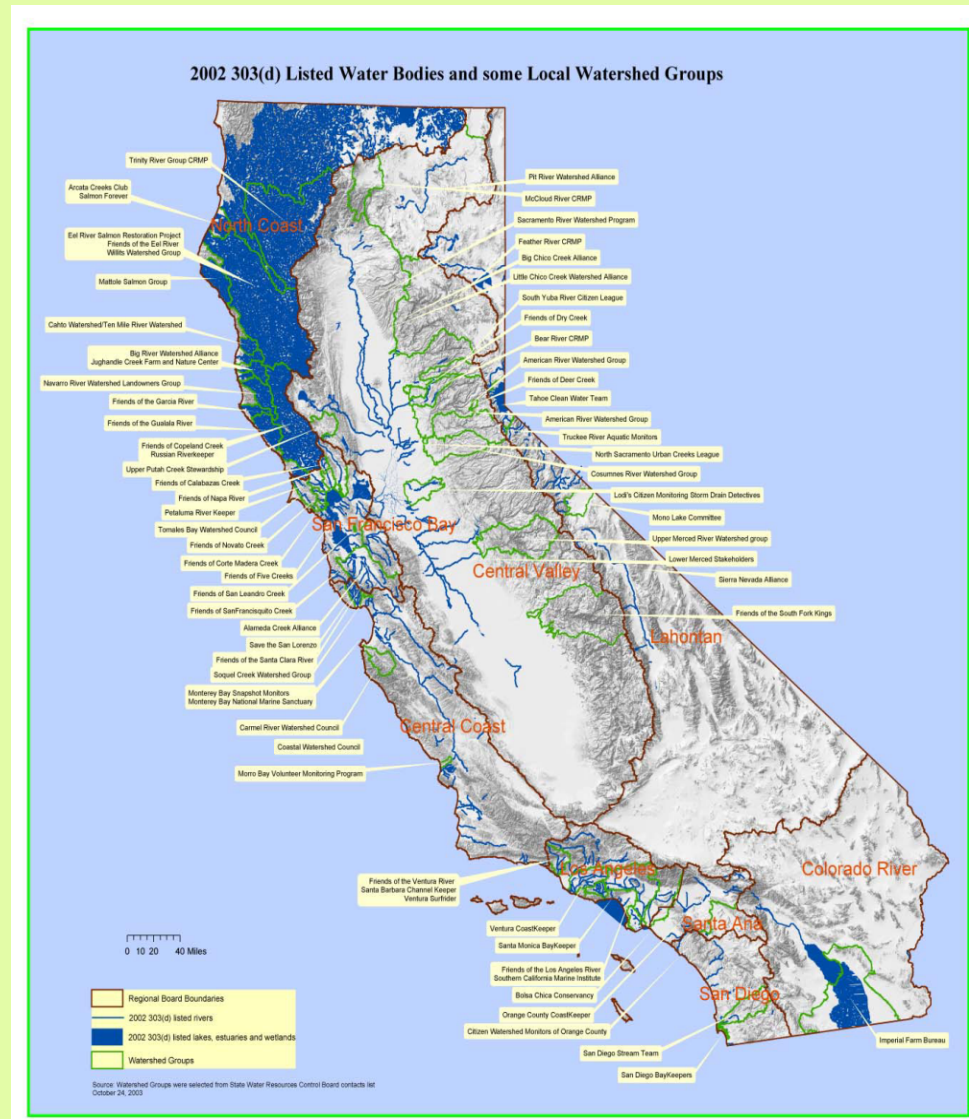 2002 303(d) Listed Water Bodies and some Local Watershed Groups
Trinity River Group CRMP
Arcata Creeks Club
Salmon Forever
North Coast
Eel River Salmon Restoration Project
Friends of the Eel River
Willits Watershed Group
Mattole Salmon Group
Cahto Watershed/Ten Mile River Watershed
Big River Watershed Alliance
Jughandle Creek Farm and Nature Center
Navarro River Watershed Landowners Group
Friends of the Garcia River
Friends of the Gualala River
Friends of Copeland Creek
Russian Riverkeeper
Upper Putah Creek Stewardship
Friends of Calabazas Creek
Friends of Napa River
Petaluma River Keeper
Tomales Bay Watershed Council
Friends of Novato Creek
Friends of Corte Madera Creek
Friends of Five Creeks
Friends of San Leandro Creek
Friends of SanFrancisquito Creek
Alameda Creek Alliance
Save the San Lorenzo
Friends of the Santa Clara River
Soquel Creek Watershed Group
Monterey Bay Snapshot Monitors
Monterey Bay National Marine Sanctuary
Carmel River Watershed Council
Coastal Watershed Council
Morro Bay Volunteer Monitoring Program
San Francisco Bay
Central Valley
Central Coast
Lahontan
Pit River Watershed Alliance
McCloud River CRMP
Sacramento River Watershed Program
Feather River CRMP
Big Chico Creek Alliance
Little Chico Creek Watershed Alliance
South Yuba River Citizen League
Friends of Dry Creek
Bear River CRMP
American River Watershed Group
Friends of Deer Creek
Tahoe Clean Water Team
American River Watershed Group
Truckee River Aquatic Monitors
North Sacramento Urban Creeks League
Cosumnes River Watershed Group
Lodi's Citizen Monitoring Storm Drain Detectives
Mono Lake Committee
Upper Merced River Watershed group
Lower Merced Stakeholders
Sierra Nevada Alliance
Friends of the South Fork Kings
Los Angeles
Colorado River
Santa Ana
San Diego
Friends of the Ventura River
Santa Barbara Channel Keeper
Ventura Surfrider
Ventura CoastKeeper
Santa Monica BayKeeper
Friends of the Los Angeles River
Southern California Marine Institute
Bolsa Chica Conservancy
Orange County CoastKeeper
Citizen Watershed Monitors of Orange County
San Diego Stream Team
San Diego BayKeepers
Imperial Farm Bureau
0 10 20 40 Miles
Regional Board Boundaries
2002 303(d) listed rivers
2002 303(d) listed lakes, estuaries and wetlands
Watershed Groups
Source: Watershed Groups were selected from State Water Resources Control Board contacts list
October 24, 2003